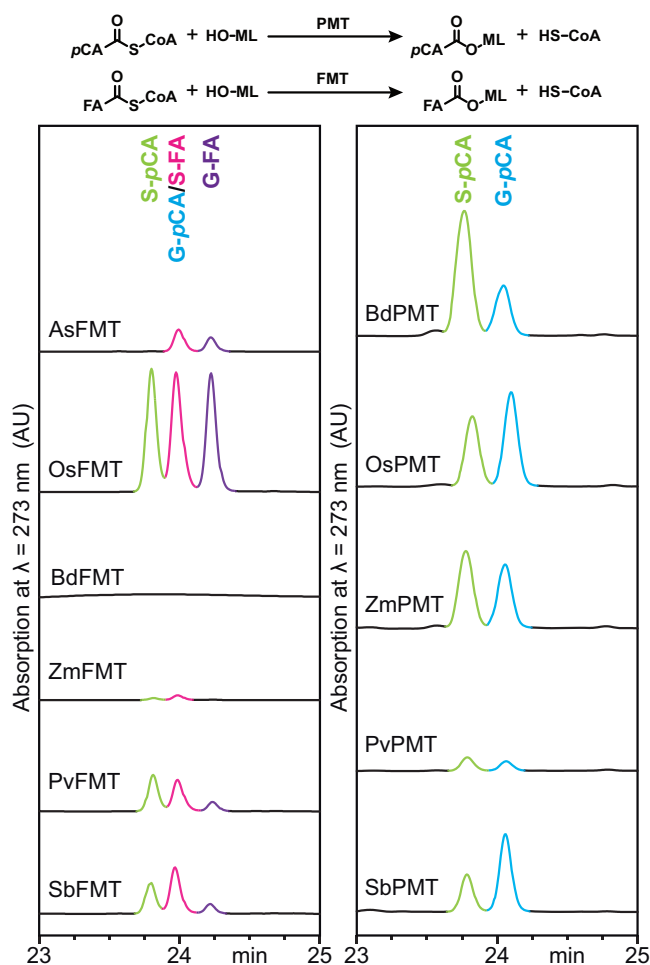 O
pCA S-CoA + HO-ML PMT pCA O-ML + HS-CoA
O
O
FA S-CoA + HO-ML FMT FA O-ML + HS-CoA
O
S-pCA
G-pCA/S-FA
G-FA
AsFMT
OsFMT
BdFMT
ZmFMT
PvFMT
SbFMT
Absorption at λ = 273 nm (AU)
23 24 min 25
S-pCA
G-pCA
BdPMT
OsPMT
ZmPMT
PvPMT
SbPMT
Absorption at λ = 273 nm (AU)
23 24 min 25